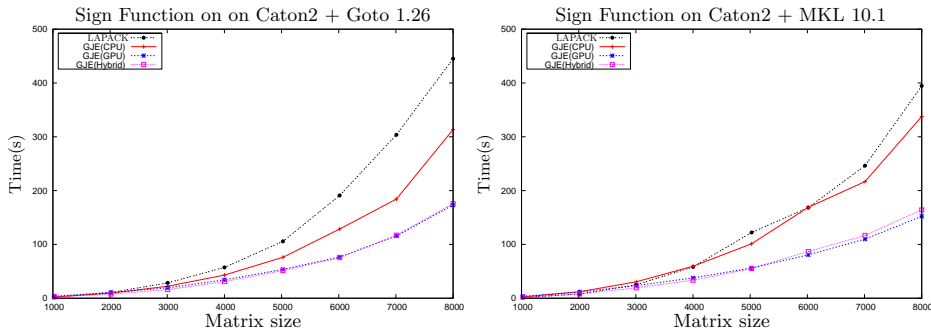 Sign Function on on Caton2 + Goto 1.26
500
400
300
200
100
0
Time(s)
LAPACK
GJE(CPU)
GJE(GPU)
GJE(Hybrid)
1000 2000 3000 4000 5000 6000 7000 8000
Matrix size
Sign Function on Caton2 + MKL 10.1
500
400
300
200
100
0
Time(s)
LAPACK
GJE(CPU)
GJE(GPU)
GJE(Hybrid)
1000 2000 3000 4000 5000 6000 7000 8000
Matrix size